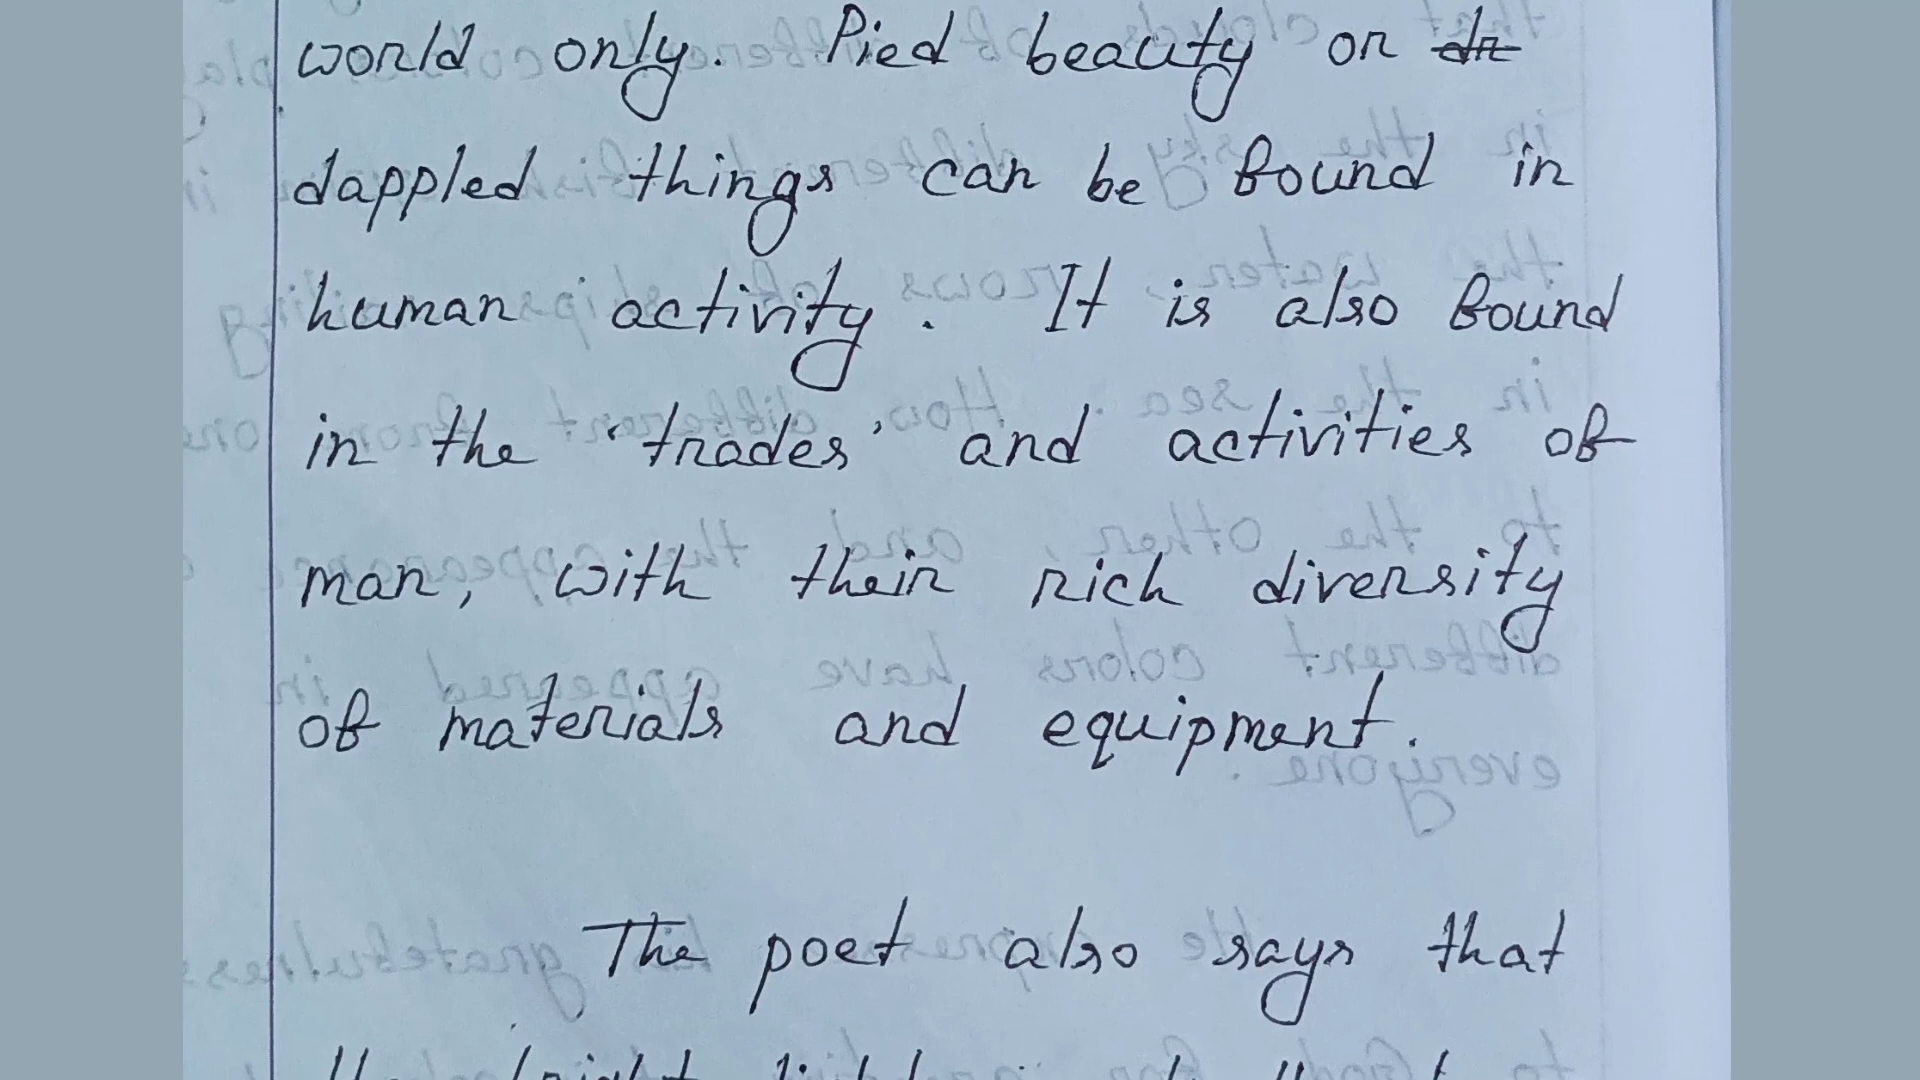 world only. Pied beauty or dr
dappled things can be found in
human activity. It is also found
in the 'trades' and activities of
man, with their rich diversity
of materials and equipment.
The poet also says that